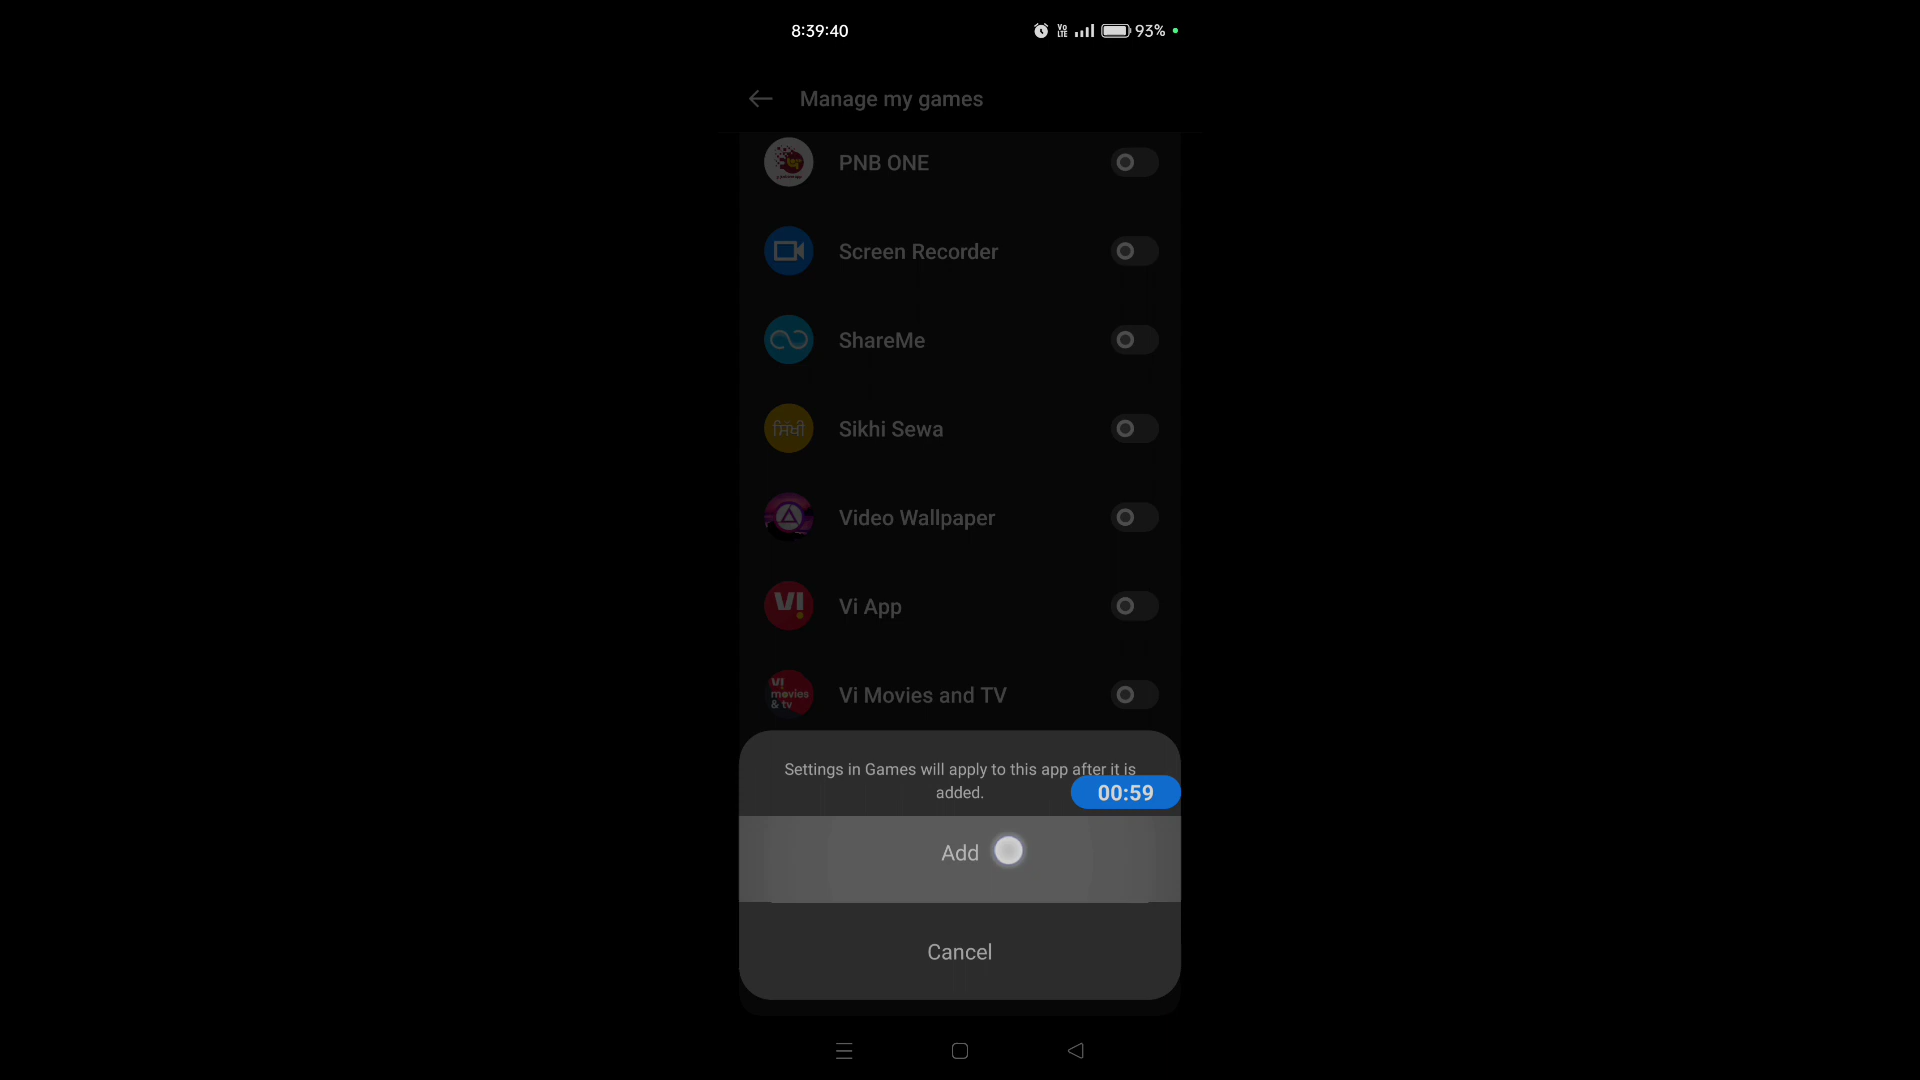 8:39:40
Vo
LTE
93%
Manage my games
PNB ONE
Screen Recorder
ShareMe
ਸਿੱਖੀ
Sikhi Sewa
Video Wallpaper
VI
Vi App
VI
movies
& tv
Vi Movies and TV
Settings in Games will apply to this app after it is
added.
00:59
Add
Cancel